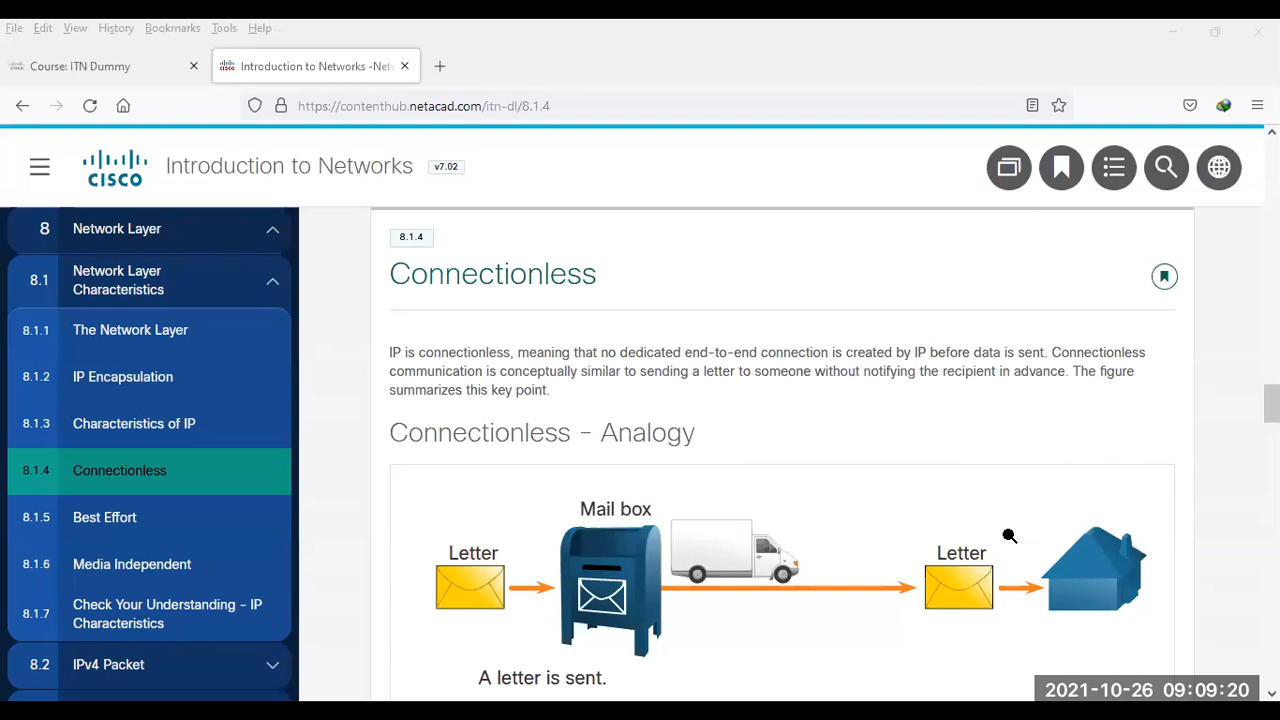 File Edit View History Bookmarks Tools Help
Course: ITN Dummy
Introduction to Networks -Net
https://contenthub.netacad.com/itn-dl/8.1.4
CISCO
Introduction to Networks
v7.02
8 Network Layer
8.1 Network Layer
Characteristics
8.1.1 The Network Layer
8.1.2 IP Encapsulation
8.1.3 Characteristics of IP
8.1.4 Connectionless
8.1.5 Best Effort
8.1.6 Media Independent
8.1.7 Check Your Understanding - IP
Characteristics
8.2 IPv4 Packet
8.1.4
Connectionless
IP is connectionless, meaning that no dedicated end-to-end connection is created by IP before data is sent. Connectionless
communication is conceptually similar to sending a letter to someone without notifying the recipient in advance. The figure
summarizes this key point.
Connectionless - Analogy
Mail box
Letter
Letter
A letter is sent.
2021-10-26 09:09:20